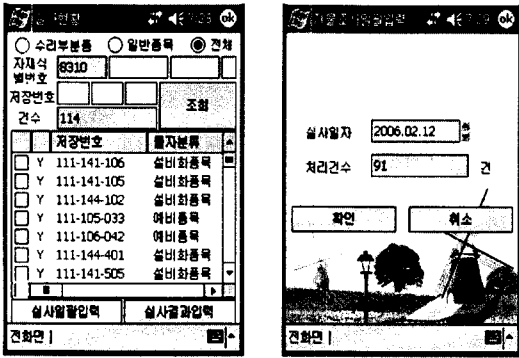 ok
수리부분품 일반품목 전체
자재식
별번호 8310
저장번호
조회
건수 114
저장번호 물자분류
Y 111-141-106 설비화품목
Y 111-141-105 설비화품목
Y 111-144-102 설비화품목
Y 111-105-033 예비품목
Y 111-106-042 예비품목
Y 111-144-401 설비화품목
Y 111-141-505 설비화품목
실사일괄입력 실사결과입력
전화면
ok
실사일자 2006.02.12
처리건수 91 건
확인 취소
전화면